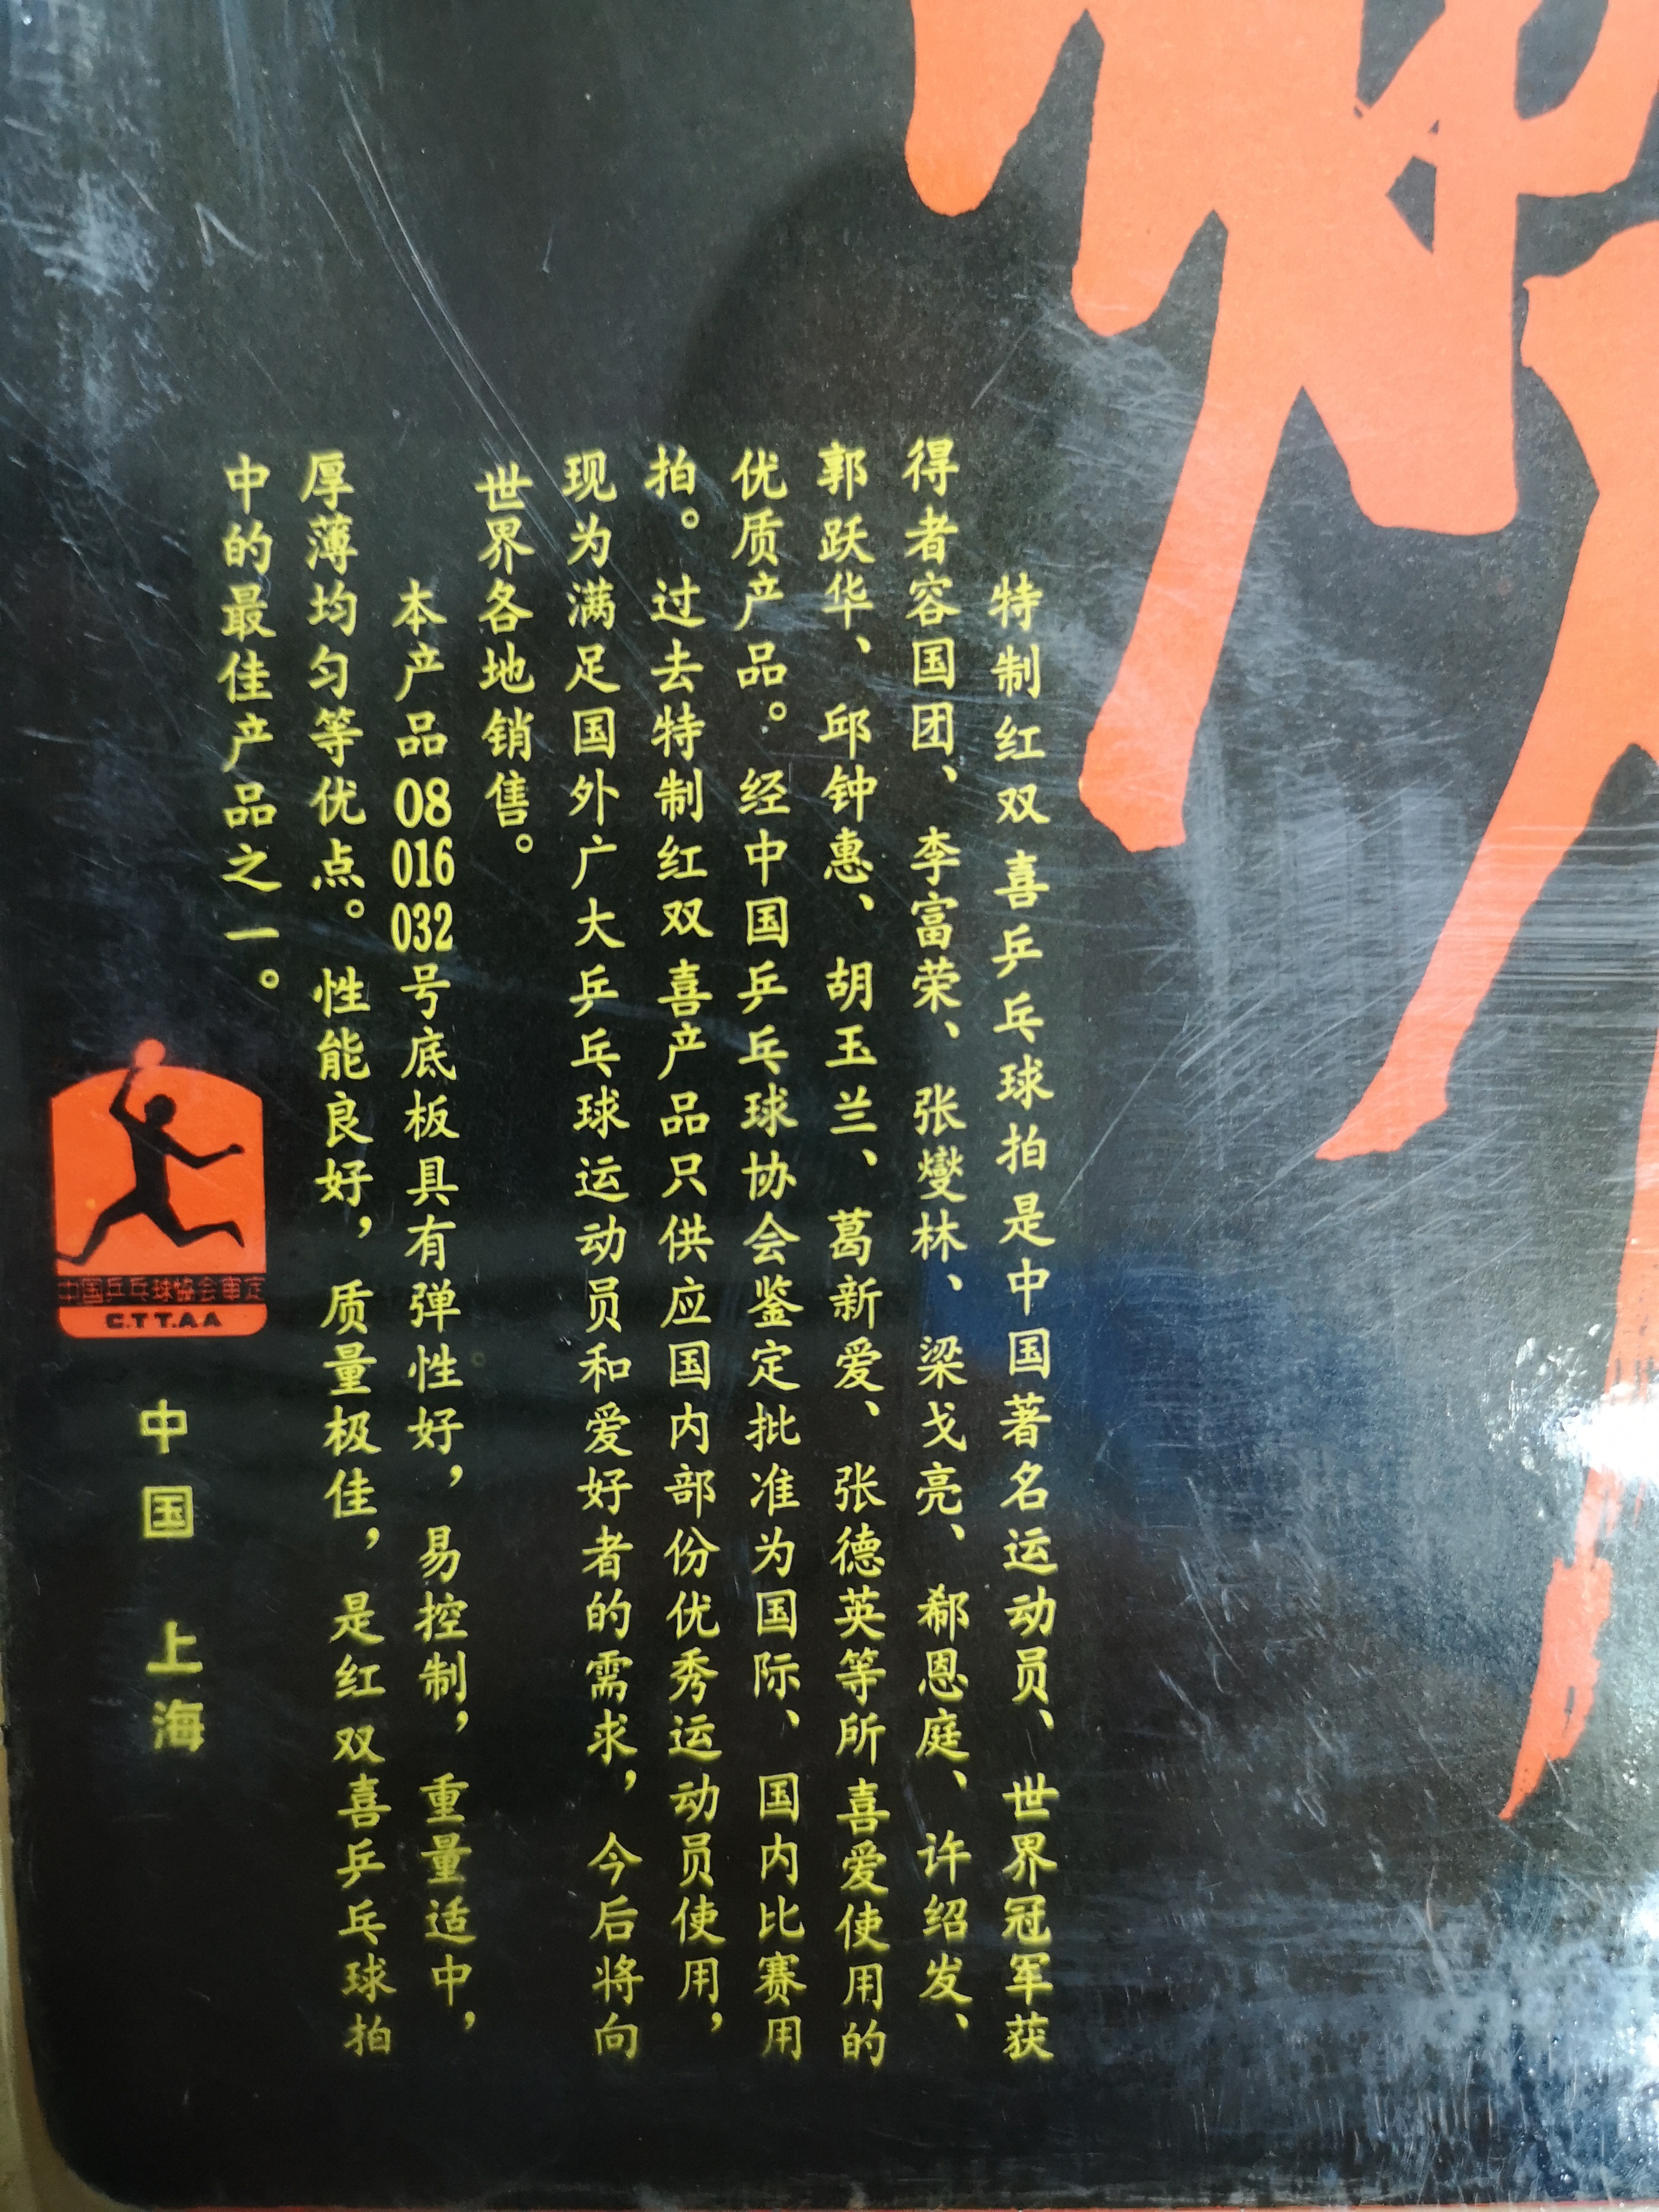 特制红双喜乒乓球拍是中国著名运动员、世界冠军获
得者容国团、李富荣、张燮林、梁戈亮、郗恩庭、许绍发、
郭跃华、邱钟惠、胡玉兰、葛新爱、张德英等所喜爱使用的
优质产品。经中国乒乓球协会鉴定批准为国际、国内比赛用
拍。过去特制红双喜产品只供应国内部份优秀运动员使用，
现为满足国外广大乒乓球运动员和爱好者的需求，今后将向
世界各地销售。
本产品08 016 032号底板具有弹性好，易控制，重量适中，
厚薄均匀等优点。性能良好，质量极佳，是红双喜乒乓球拍
中的最佳产品之一。
中国乒乓球協会审定
C.T.T.A.A
中国 上海